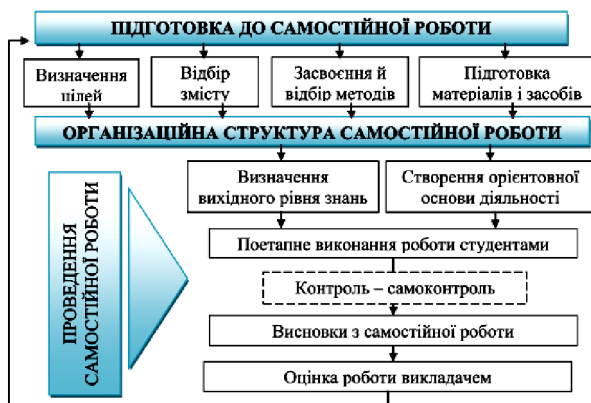 ПІДГОТОВКА ДО САМОСТІЙНОЇ РОБОТИ
Визначення
цілей
Відбір
змісту
Засвоєння й
відбір методів
Підготовка
матеріалів і засобів
ОРГАНІЗАЦІЙНА СТРУКТУРА САМОСТІЙНОЇ РОБОТИ
ПРОВЕДЕННЯ
САМОСТІЙНОЇ РОБОТИ
Визначення
вихідного рівня знань
Створення орієнтовної
основи діяльності
Поетапне виконання роботи студентами
Контроль – самоконтроль
Висновки з самостійної роботи
Оцінка роботи викладачем